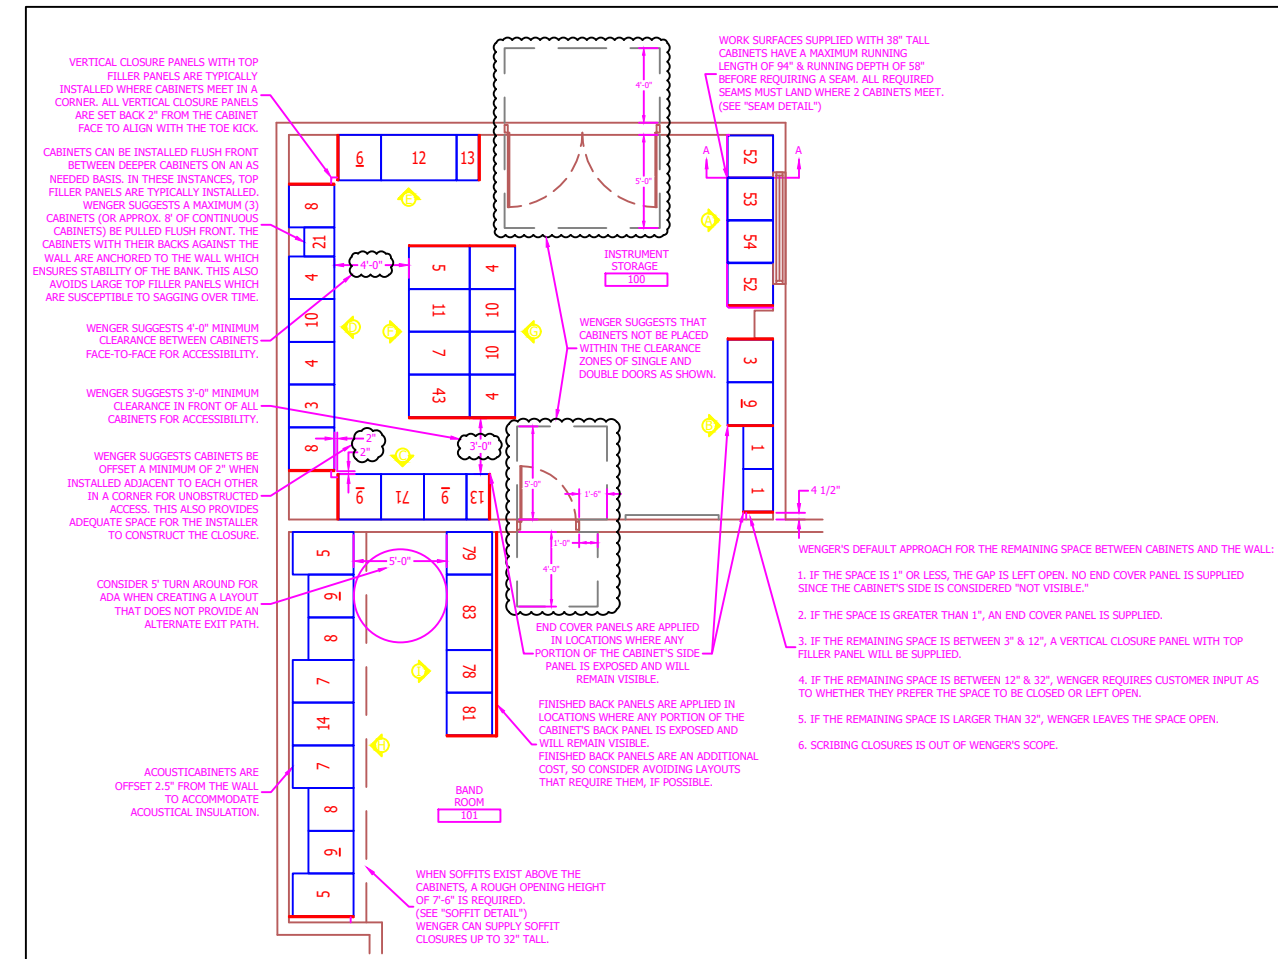 VERTICAL CLOSURE PANELS WITH TOP
FILLER PANELS ARE TYPICALLY
INSTALLED WHERE CABINETS MEET IN A
CORNER. ALL VERTICAL CLOSURE PANELS
ARE SET BACK 2" FROM THE CABINET
FACE TO ALIGN WITH THE TOE KICK.
CABINETS CAN BE INSTALLED FLUSH FRONT
BETWEEN DEEPER CABINETS ON AN AS
NEEDED BASIS. IN THESE INSTANCES, TOP
FILLER PANELS ARE TYPICALLY INSTALLED.
WENGER SUGGESTS A MAXIMUM (3)
CABINETS (OR APPROX. 8' OF CONTINUOUS
CABINETS) BE PULLED FLUSH FRONT. THE
CABINETS WITH THEIR BACKS AGAINST THE
WALL ARE ANCHORED TO THE WALL WHICH
ENSURES STABILITY OF THE BANK. THIS ALSO
AVOIDS LARGE TOP FILLER PANELS WHICH
ARE SUSCEPTIBLE TO SAGGING OVER TIME.
WENGER SUGGESTS 4'-0" MINIMUM
CLEARANCE BETWEEN CABINETS
FACE-TO-FACE FOR ACCESSIBILITY.
WENGER SUGGESTS 3'-0" MINIMUM
CLEARANCE IN FRONT OF ALL
CABINETS FOR ACCESSIBILITY.
WENGER SUGGESTS CABINETS BE
OFFSET A MINIMUM OF 2" WHEN
INSTALLED ADJACENT TO EACH OTHER
IN A CORNER FOR UNOBSTRUCTED
ACCESS. THIS ALSO PROVIDES
ADEQUATE SPACE FOR THE INSTALLER
TO CONSTRUCT THE CLOSURE.
CONSIDER 5' TURN AROUND FOR
ADA WHEN CREATING A LAYOUT
THAT DOES NOT PROVIDE AN
ALTERNATE EXIT PATH.
ACOUSTICABINETS ARE
OFFSET 2.5" FROM THE WALL
TO ACCOMMODATE
ACOUSTICAL INSULATION.
6 12 13
E
8
21
4
10
4
3
8
D
4'-0"
5 4
11 10
7 10
43 4
F
G
2"
2"
C
3'-0"
9 71 9 13
4'-0"
5'-0"
INSTRUMENT
STORAGE
100
WORK SURFACES SUPPLIED WITH 38" TALL
CABINETS HAVE A MAXIMUM RUNNING
LENGTH OF 94" & RUNNING DEPTH OF 58"
BEFORE REQUIRING A SEAM. ALL REQUIRED
SEAMS MUST LAND WHERE 2 CABINETS MEET.
(SEE "SEAM DETAIL")
A A
52
53
54
52
A
WENGER SUGGESTS THAT
CABINETS NOT BE PLACED
WITHIN THE CLEARANCE
ZONES OF SINGLE AND
DOUBLE DOORS AS SHOWN.
3
9
1
1
B
4 1/2"
5'-0"
1'-6"
1'-0"
4'-0"
END COVER PANELS ARE APPLIED
IN LOCATIONS WHERE ANY
PORTION OF THE CABINET'S SIDE
PANEL IS EXPOSED AND WILL
REMAIN VISIBLE.
WENGER'S DEFAULT APPROACH FOR THE REMAINING SPACE BETWEEN CABINETS AND THE WALL:
1. IF THE SPACE IS 1" OR LESS, THE GAP IS LEFT OPEN. NO END COVER PANEL IS SUPPLIED
SINCE THE CABINET'S SIDE IS CONSIDERED "NOT VISIBLE."
2. IF THE SPACE IS GREATER THAN 1", AN END COVER PANEL IS SUPPLIED.
3. IF THE REMAINING SPACE IS BETWEEN 3" & 12", A VERTICAL CLOSURE PANEL WITH TOP
FILLER PANEL WILL BE SUPPLIED.
4. IF THE REMAINING SPACE IS BETWEEN 12" & 32", WENGER REQUIRES CUSTOMER INPUT AS
TO WHETHER THEY PREFER THE SPACE TO BE CLOSED OR LEFT OPEN.
5. IF THE REMAINING SPACE IS LARGER THAN 32", WENGER LEAVES THE SPACE OPEN.
6. SCRIBING CLOSURES IS OUT OF WENGER'S SCOPE.
5
9
8
7
14
7
8
9
5
H
5'-0"
79
83
78
81
FINISHED BACK PANELS ARE APPLIED IN
LOCATIONS WHERE ANY PORTION OF THE
CABINET'S BACK PANEL IS EXPOSED AND
WILL REMAIN VISIBLE.
FINISHED BACK PANELS ARE AN ADDITIONAL
COST, SO CONSIDER AVOIDING LAYOUTS
THAT REQUIRE THEM, IF POSSIBLE.
BAND
ROOM
101
WHEN SOFFITS EXIST ABOVE THE
CABINETS, A ROUGH OPENING HEIGHT
OF 7'-6" IS REQUIRED.
(SEE "SOFFIT DETAIL")
WENGER CAN SUPPLY SOFFIT
CLOSURES UP TO 32" TALL.